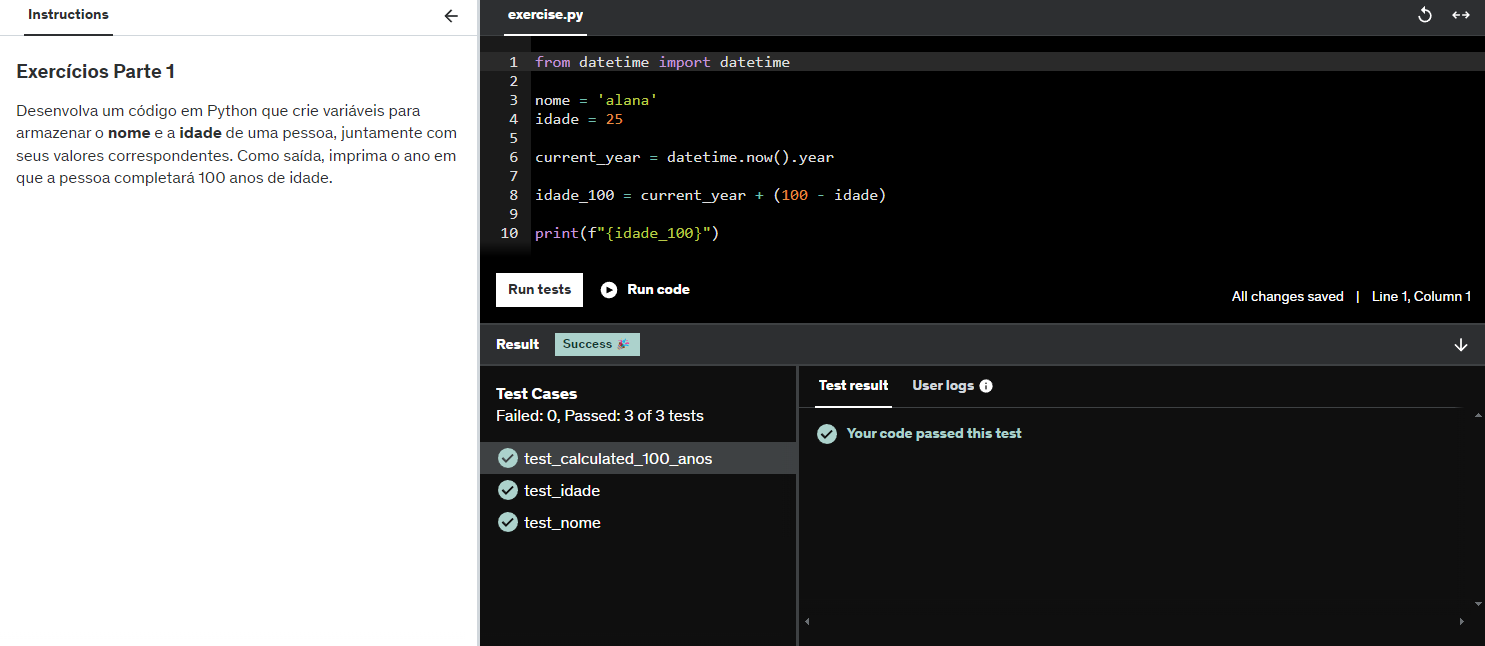 Instructions
Exercícios Parte 1
Desenvolva um código em Python que crie variáveis para
armazenar o nome e a idade de uma pessoa, juntamente com
seus valores correspondentes. Como saída, imprima o ano em
que a pessoa completará 100 anos de idade.
exercise.py
1 from datetime import datetime
2
3 nome = 'alana'
4 idade = 25
5
6 current_year = datetime.now().year
7
8 idade_100 = current_year + (100 - idade)
9
10 print(f"{idade_100}")
Run tests Run code All changes saved | Line 1, Column 1
Result Success 🎉
Test Cases
Failed: 0, Passed: 3 of 3 tests
test_calculated_100_anos
test_idade
test_nome
Test result User logs
Your code passed this test